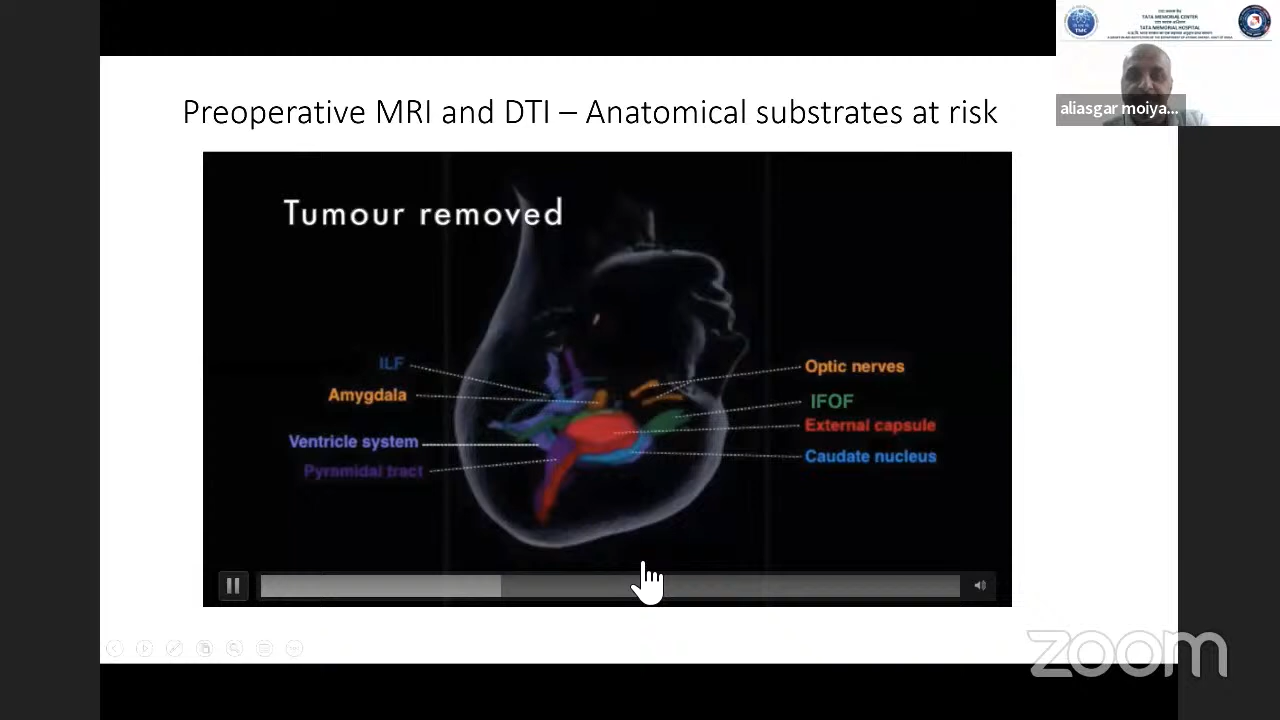 TATA MEMORIAL CENTER
TATA MEMORIAL HOSPITAL
TMC
aliasgar moiya...
Preoperative MRI and DTI – Anatomical substrates at risk
Tumour removed
ILF
Amygdala
Ventricle system
Pyramidal tract
Optic nerves
IFOF
External capsule
Caudate nucleus
zoom